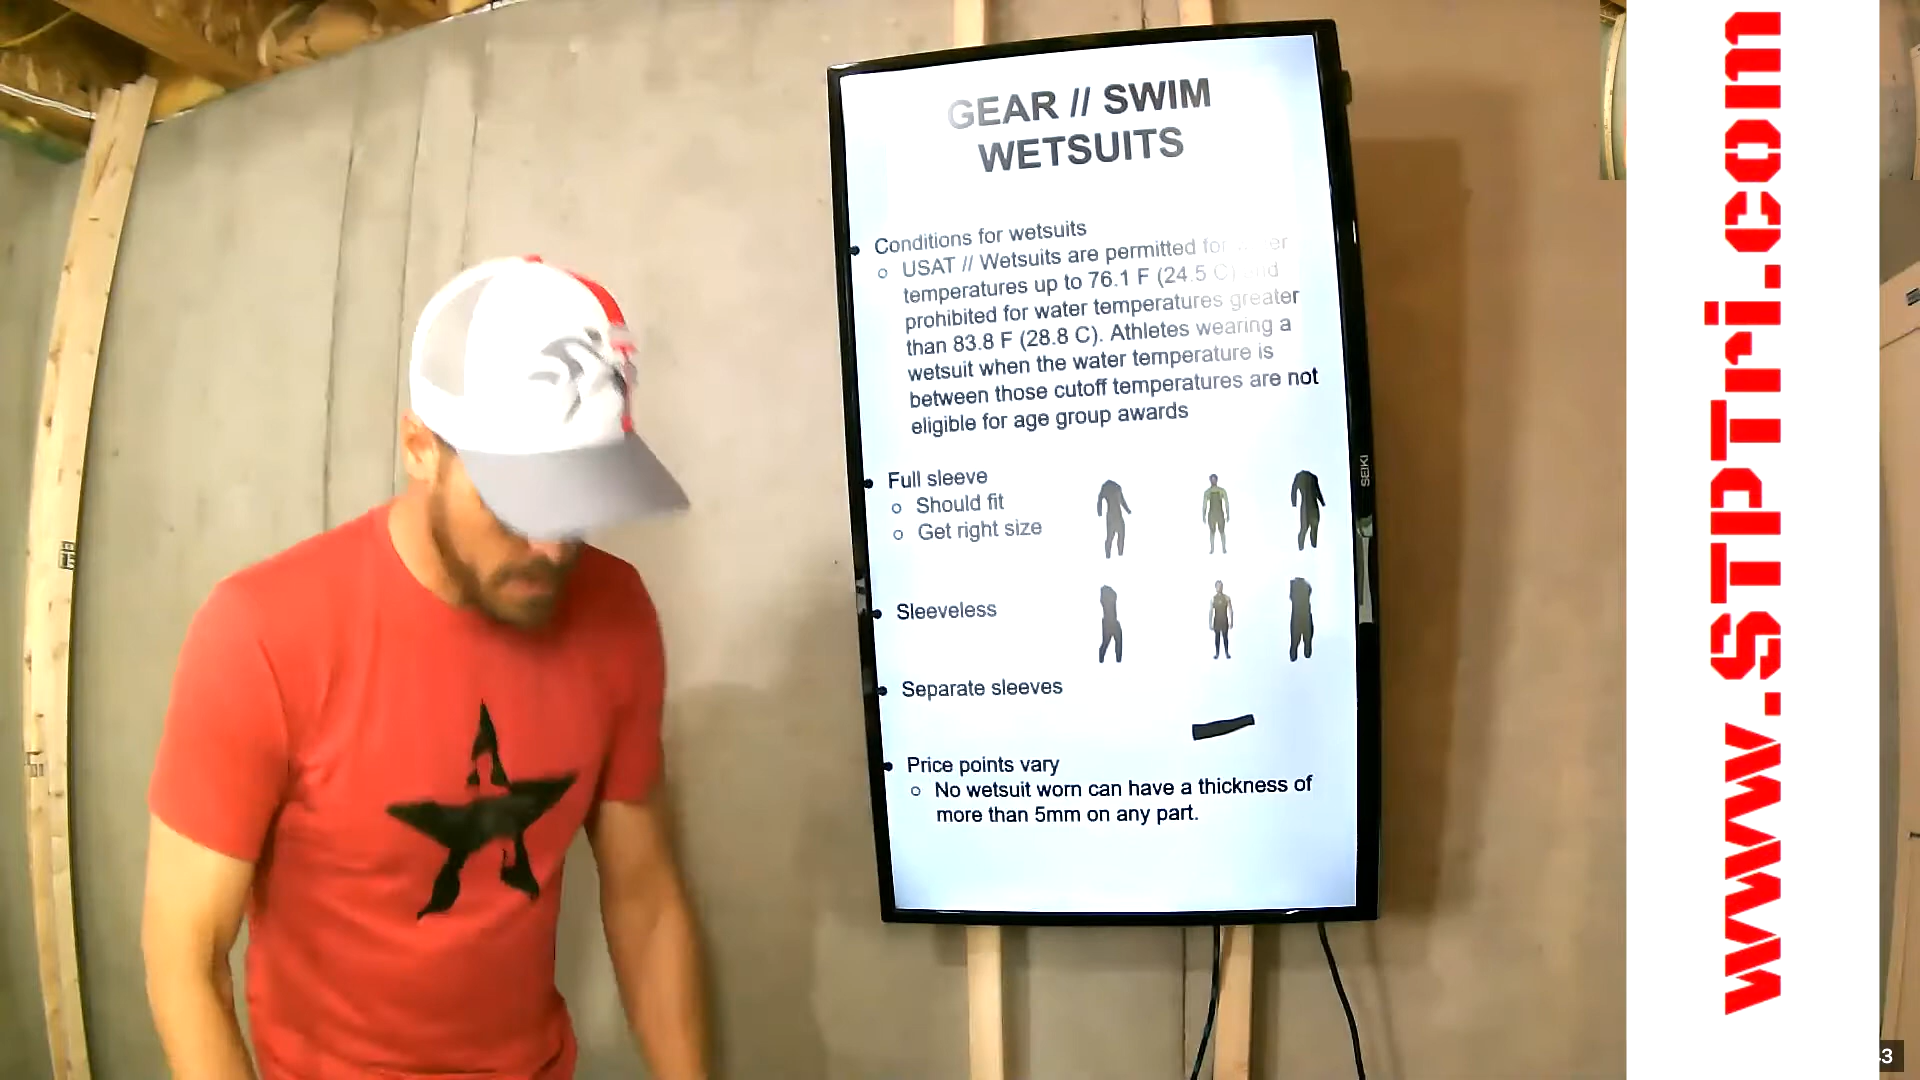 GEAR // SWIM
WETSUITS
Conditions for wetsuits
USAT // Wetsuits are permitted for
temperatures up to 76.1 F (24.5 C) and
prohibited for water temperatures greater
than 83.8 F (28.8 C). Athletes wearing a
wetsuit when the water temperature is
between those cutoff temperatures are not
eligible for age group awards
Full sleeve
Should fit
Get right size
Sleeveless
Separate sleeves
Price points vary
No wetsuit worn can have a thickness of
more than 5mm on any part.
SEIKI
www.STPTri.com